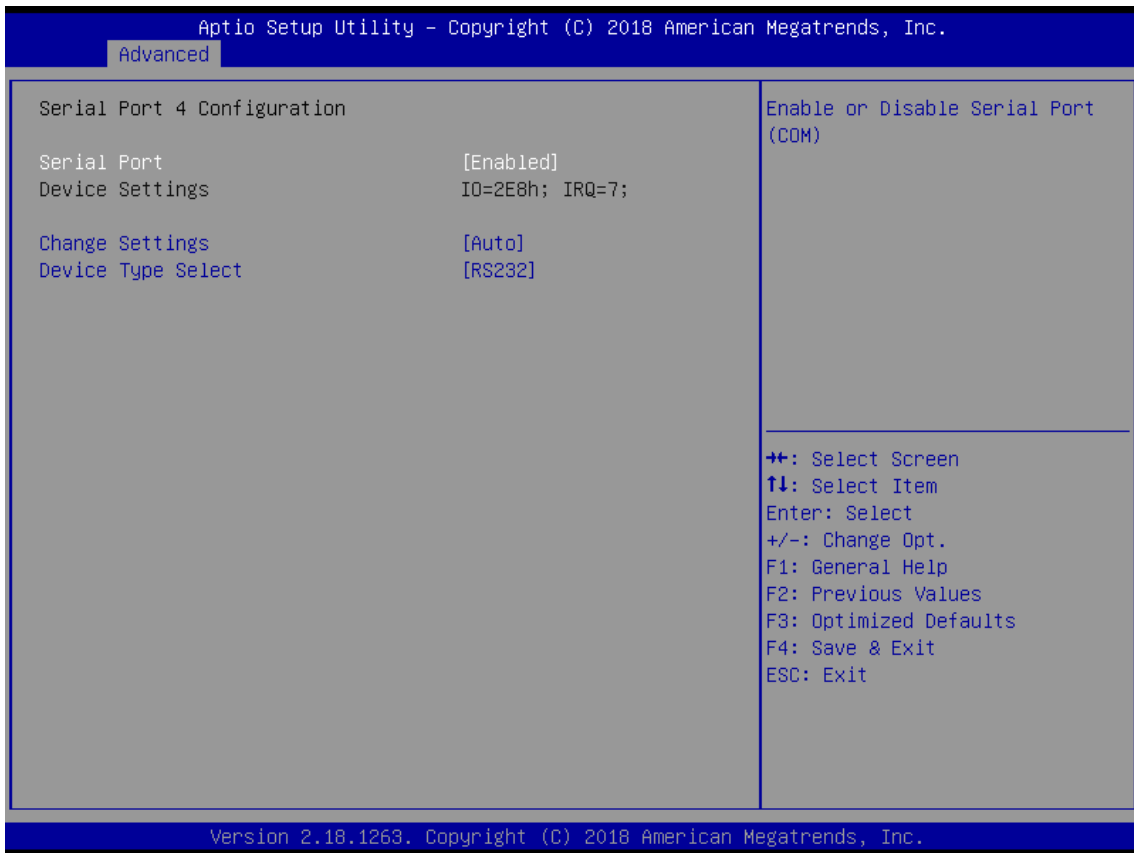 Aptio Setup Utility – Copyright (C) 2018 American Megatrends, Inc.
Advanced
Serial Port 4 Configuration
Serial Port [Enabled]
Device Settings IO=2E8h; IRQ=7;
Change Settings [Auto]
Device Type Select [RS232]
Enable or Disable Serial Port
(COM)
→←: Select Screen
↑↓: Select Item
Enter: Select
+/-: Change Opt.
F1: General Help
F2: Previous Values
F3: Optimized Defaults
F4: Save & Exit
ESC: Exit
Version 2.18.1263. Copyright (C) 2018 American Megatrends, Inc.